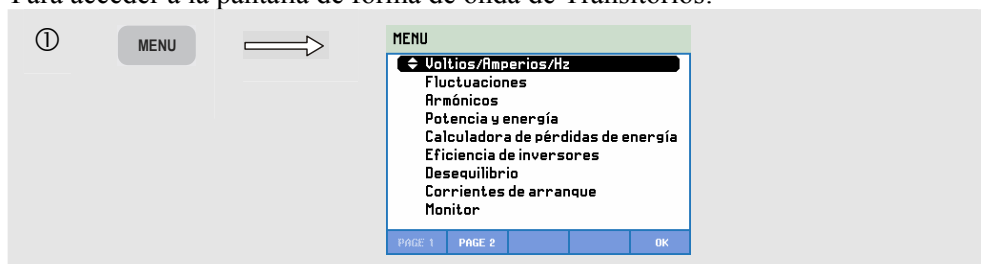 Para acceder a la pantalla de forma de onda de Transitorios:
①
MENU
MENU
Voltios/Amperios/Hz
Fluctuaciones
Armónicos
Potencia y energía
Calculadora de pérdidas de energía
Eficiencia de inversores
Desequilibrio
Corrientes de arranque
Monitor
PAGE 1 PAGE 2 OK